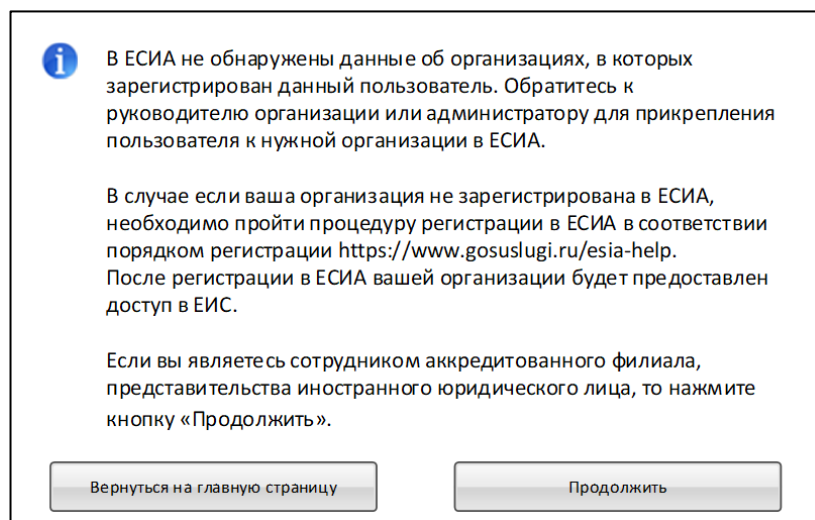 В ЕСИА не обнаружены данные об организациях, в которых
зарегистрирован данный пользователь. Обратитесь к
руководителю организации или администратору для прикрепления
пользователя к нужной организации в ЕСИА.
В случае если ваша организация не зарегистрирована в ЕСИА,
необходимо пройти процедуру регистрации в ЕСИА в соответствии
порядком регистрации https://www.gosuslugi.ru/esia-help.
После регистрации в ЕСИА вашей организации будет предоставлен
доступ в ЕИС.
Если вы являетесь сотрудником аккредитованного филиала,
представительства иностранного юридического лица, то нажмите
кнопку «Продолжить».
Вернуться на главную страницу
Продолжить